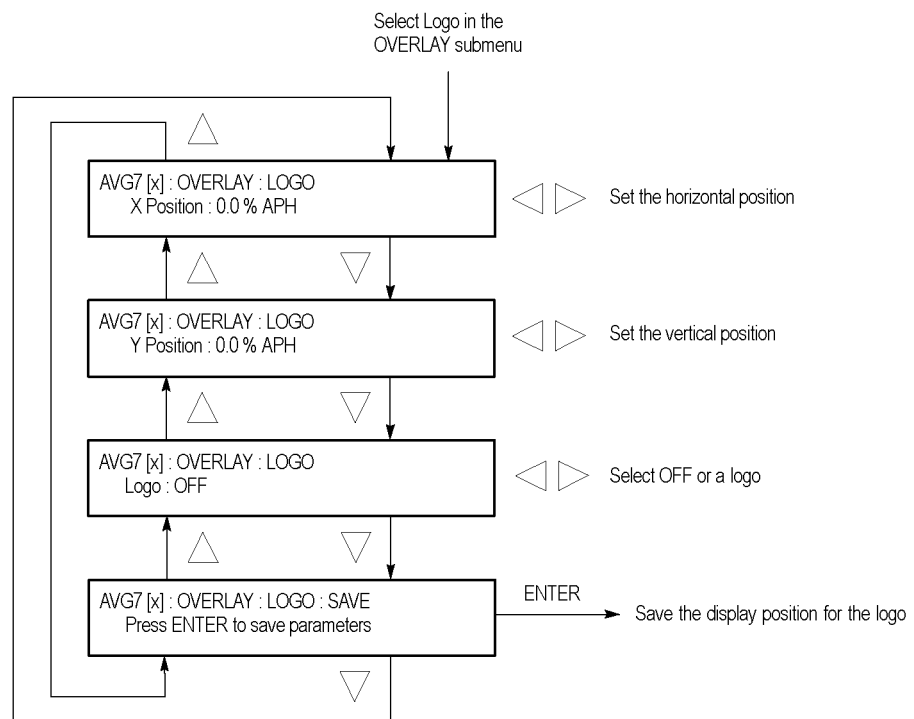 Select Logo in the
OVERLAY submenu
AVG7 [x] : OVERLAY : LOGO
X Position : 0.0 % APH
Set the horizontal position
AVG7 [x] : OVERLAY : LOGO
Y Position : 0.0 % APH
Set the vertical position
AVG7 [x] : OVERLAY : LOGO
Logo : OFF
Select OFF or a logo
AVG7 [x] : OVERLAY : LOGO : SAVE
Press ENTER to save parameters
ENTER
Save the display position for the logo